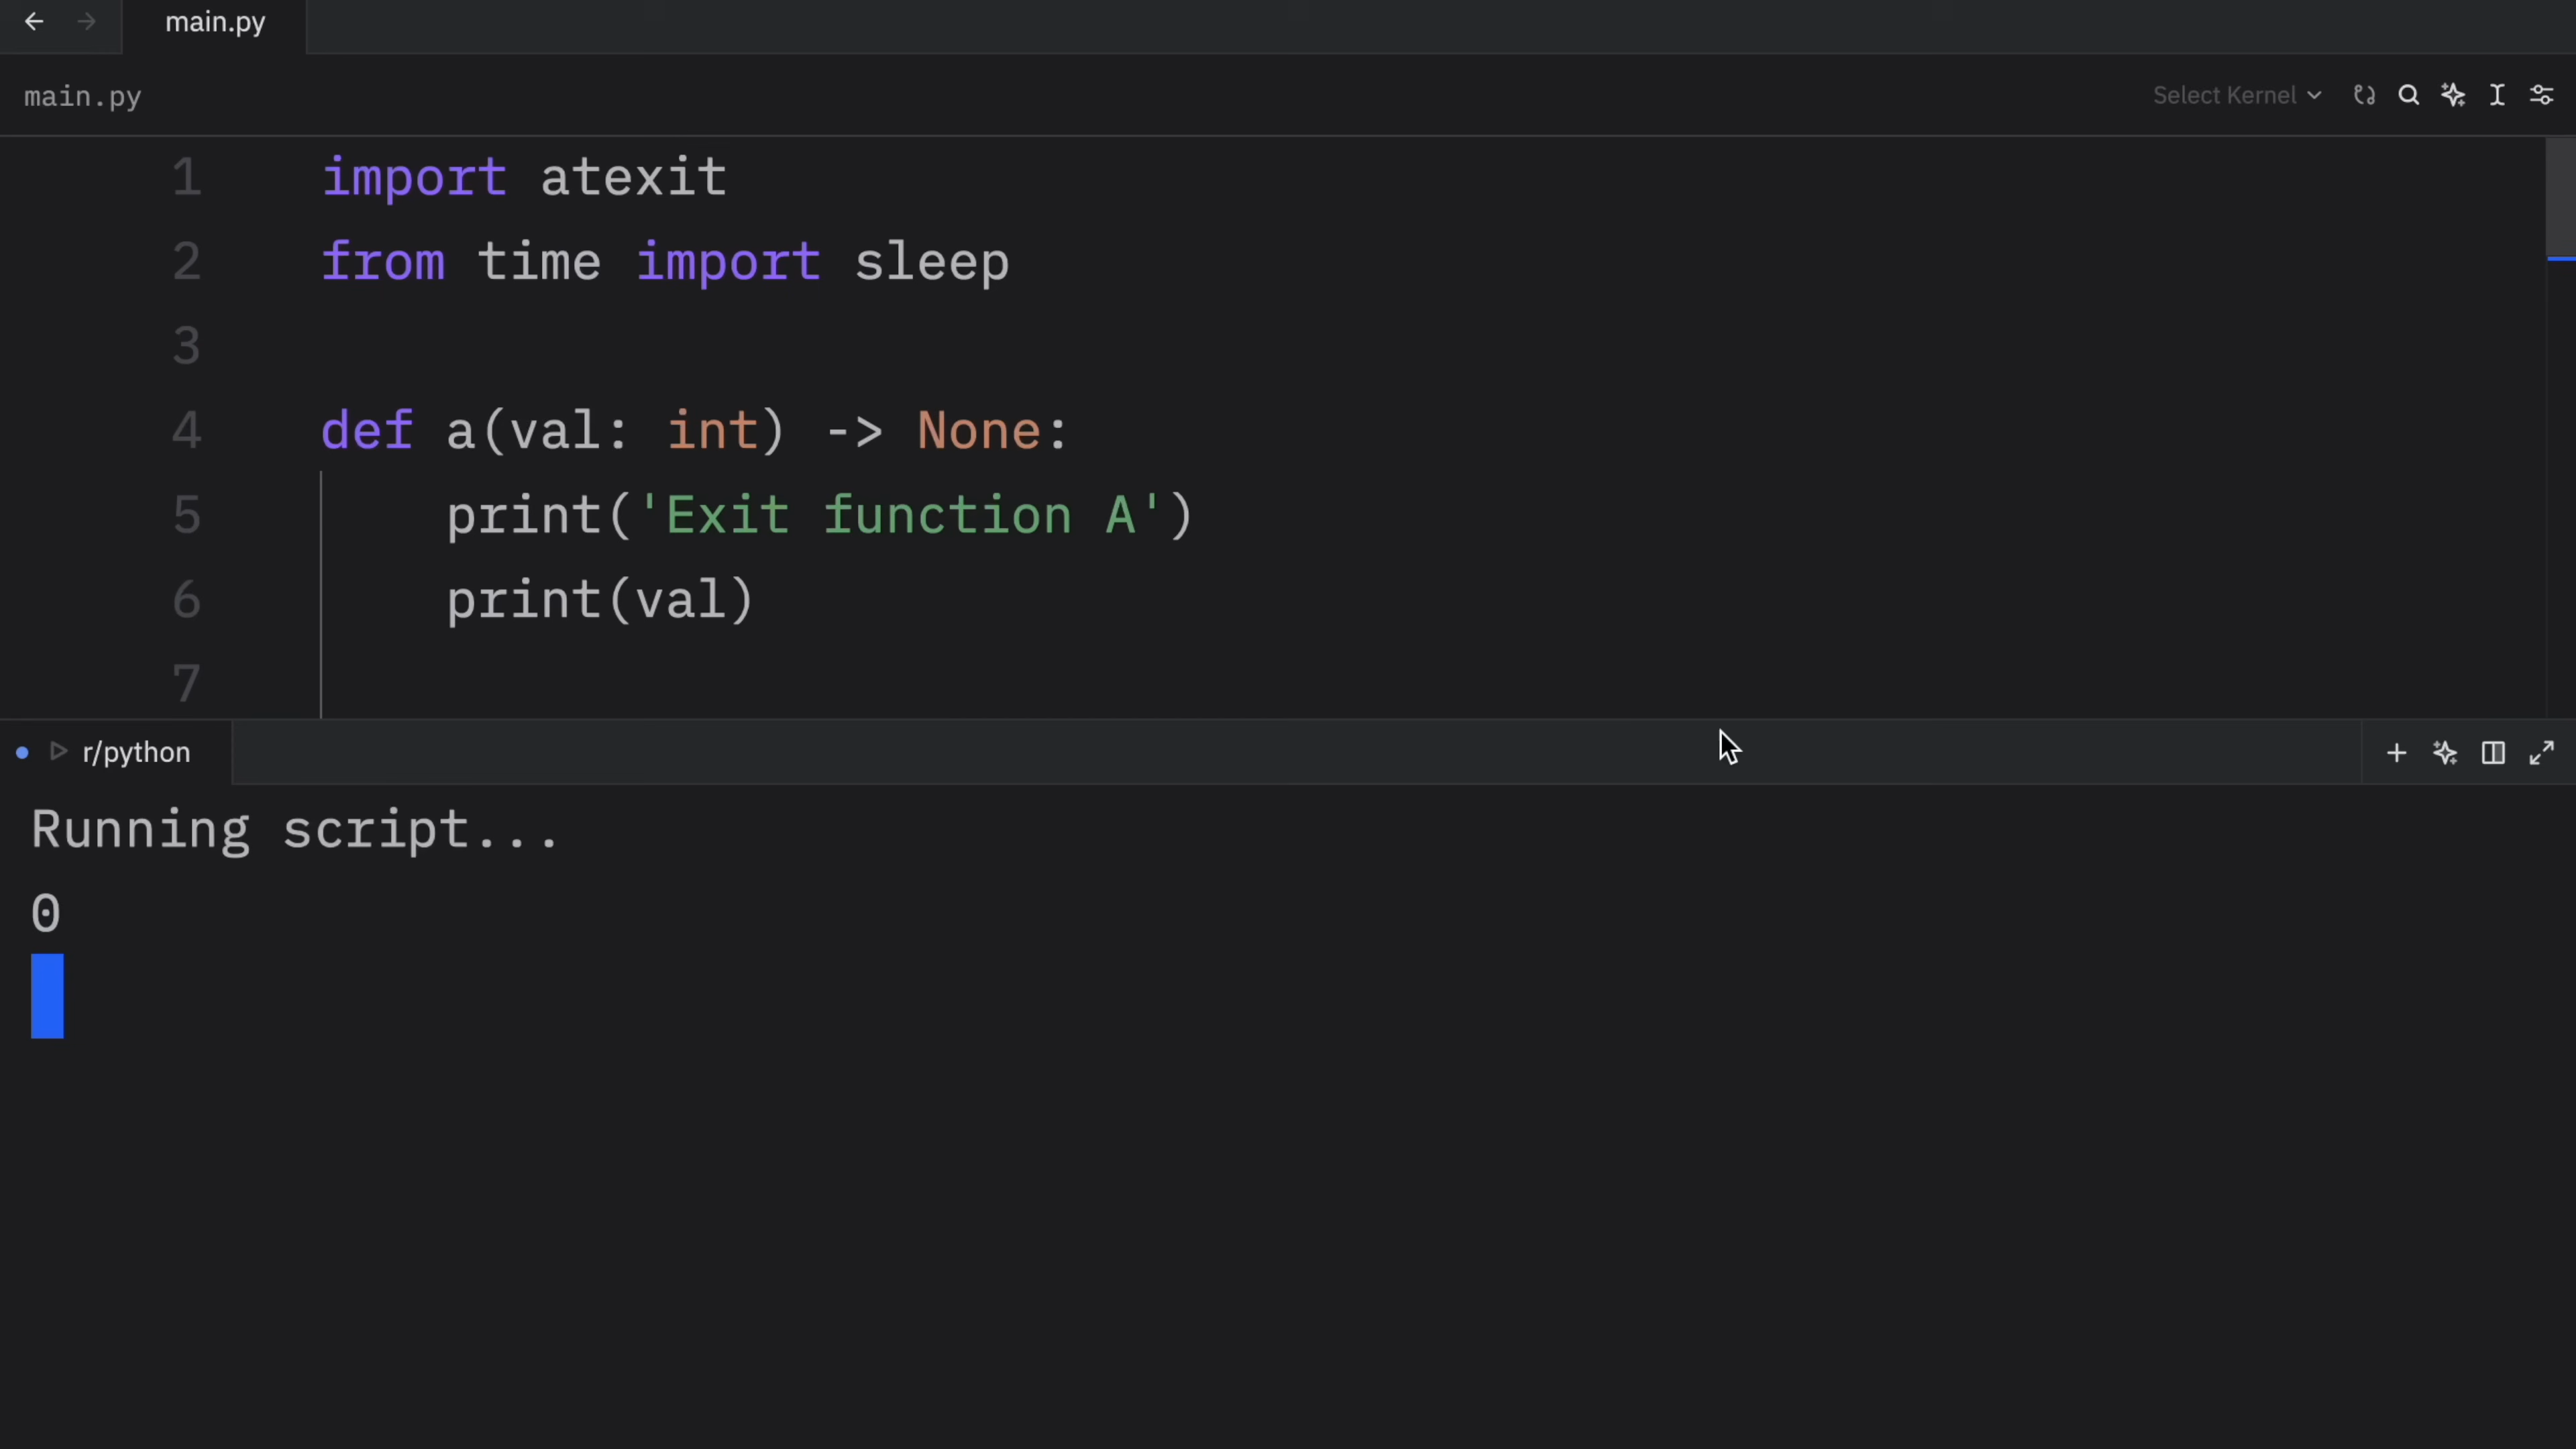 main.py
main.py
Select Kernel
1 import atexit
2 from time import sleep
3
4 def a(val: int) -> None:
5     print('Exit function A')
6     print(val)
7
r/python
Running script...
0